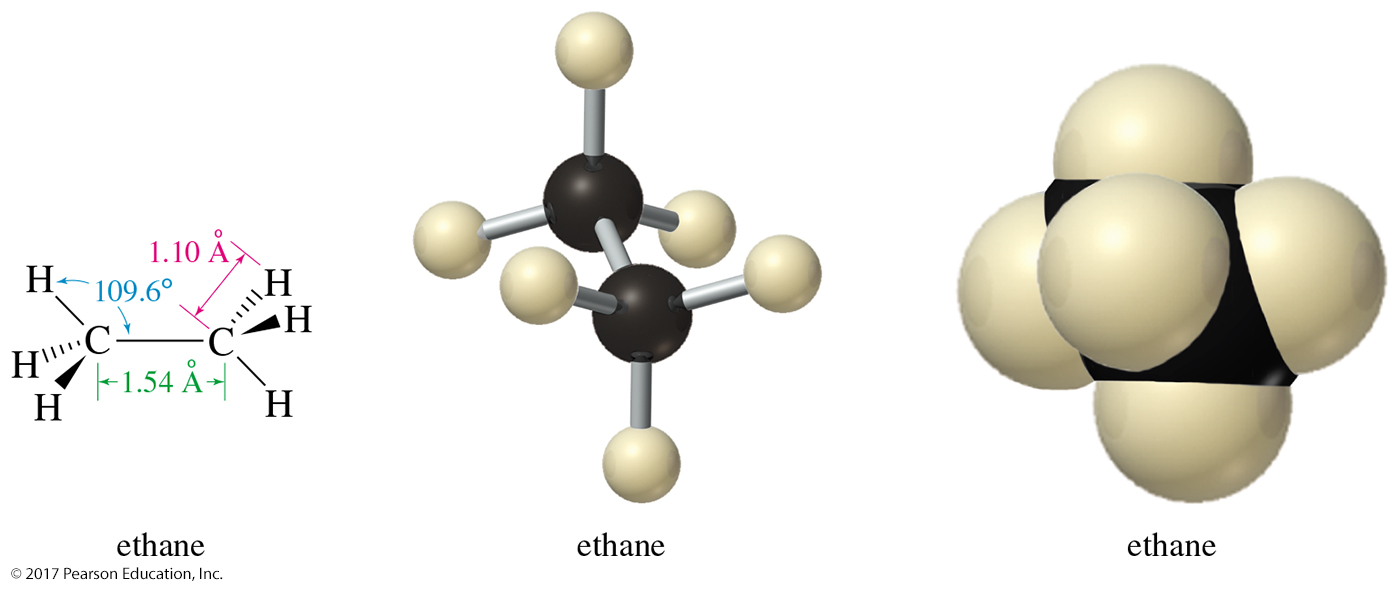 1.10 Å
H
109.6°
H
H
C
C
H
1.54 Å
H
H
ethane
ethane
ethane
© 2017 Pearson Education, Inc.